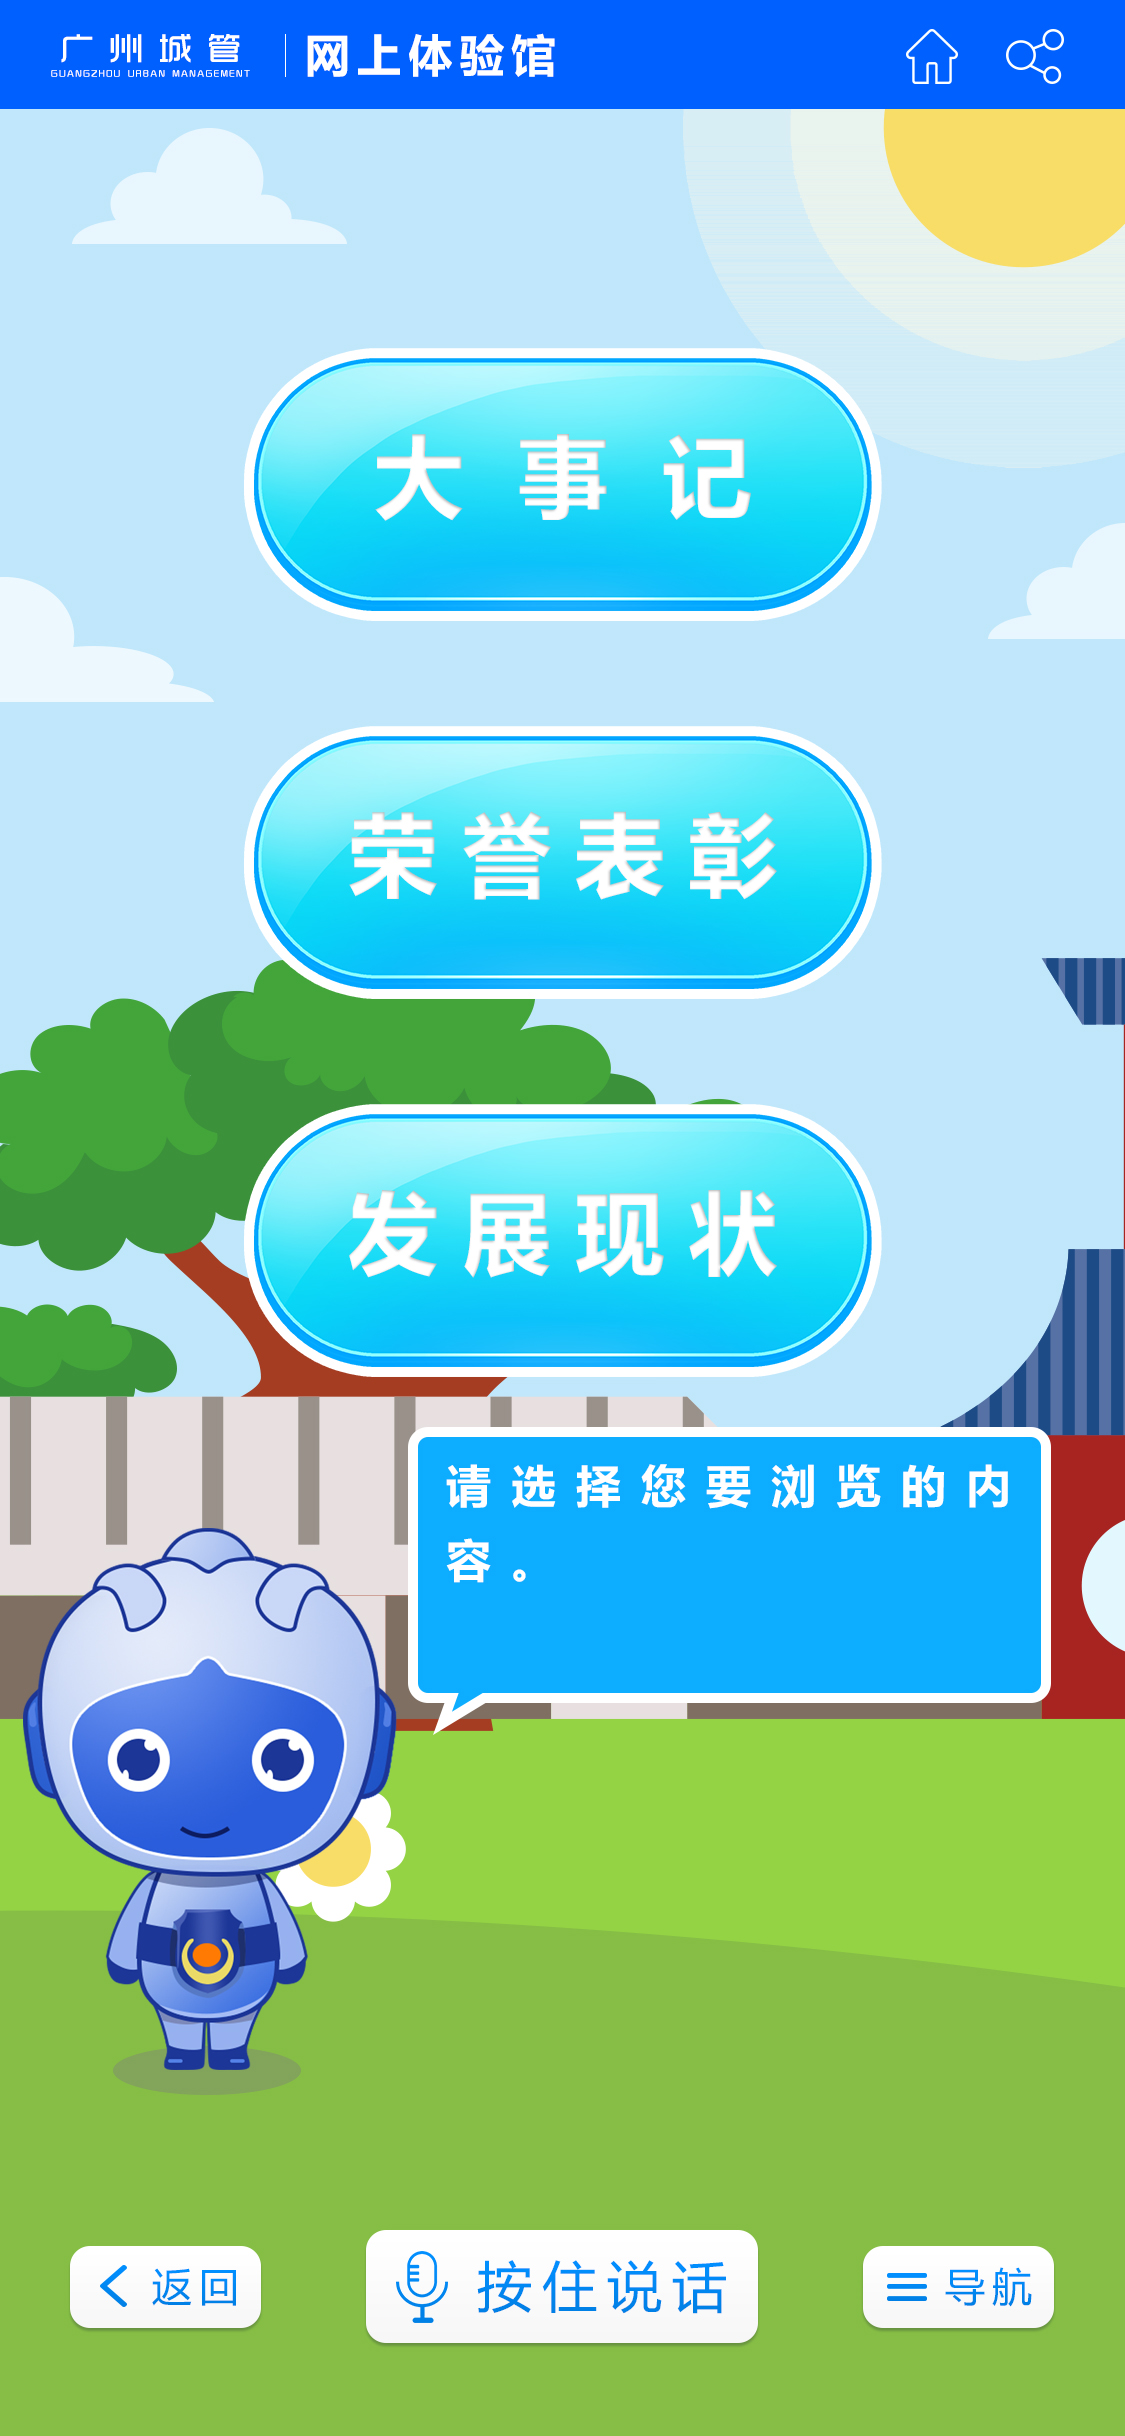 广州城管
GUANGZHOU URBAN MANAGEMENT
网上体验馆
大事记
荣誉表彰
发展现状
请选择您要浏览的内
容。
返回
按住说话
导航